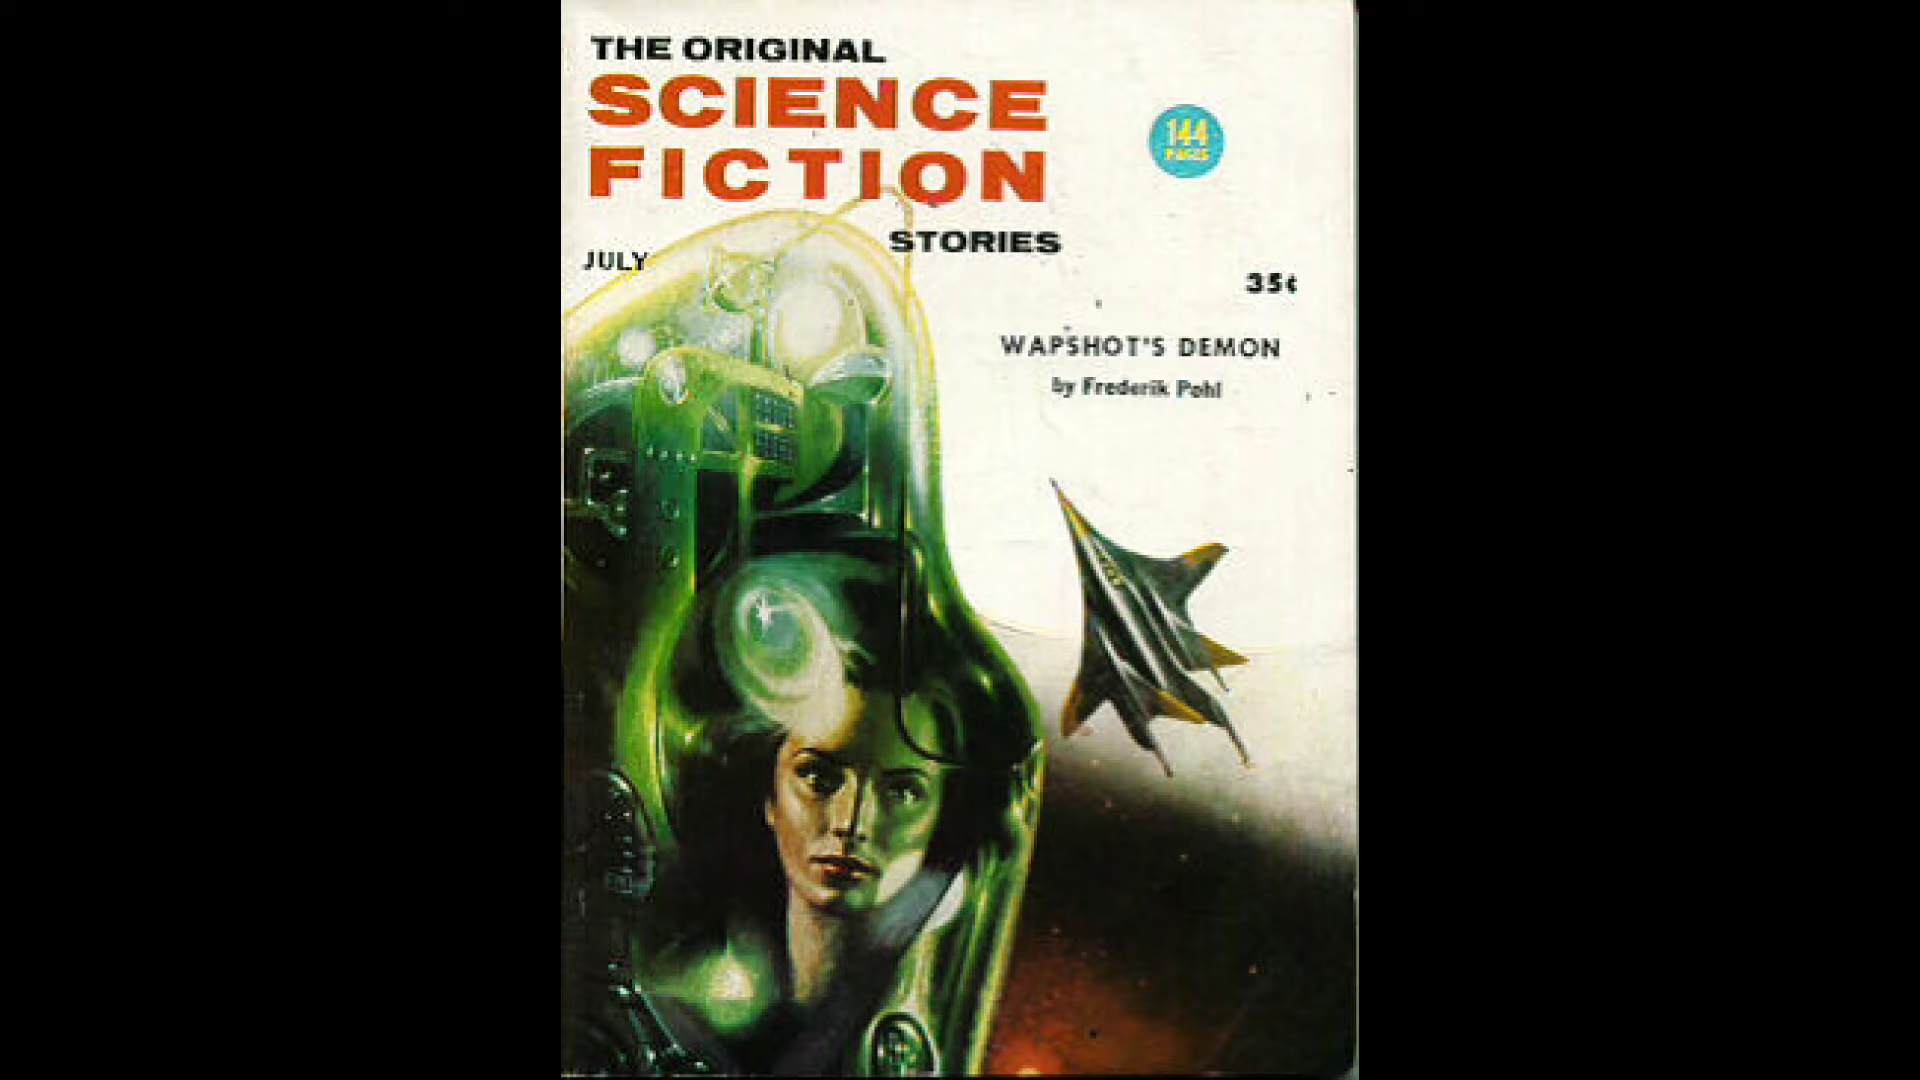 THE ORIGINAL
SCIENCE
FICTION
STORIES
144
PAGES
JULY
35¢
WAPSHOT'S DEMON
by Frederik Pohl